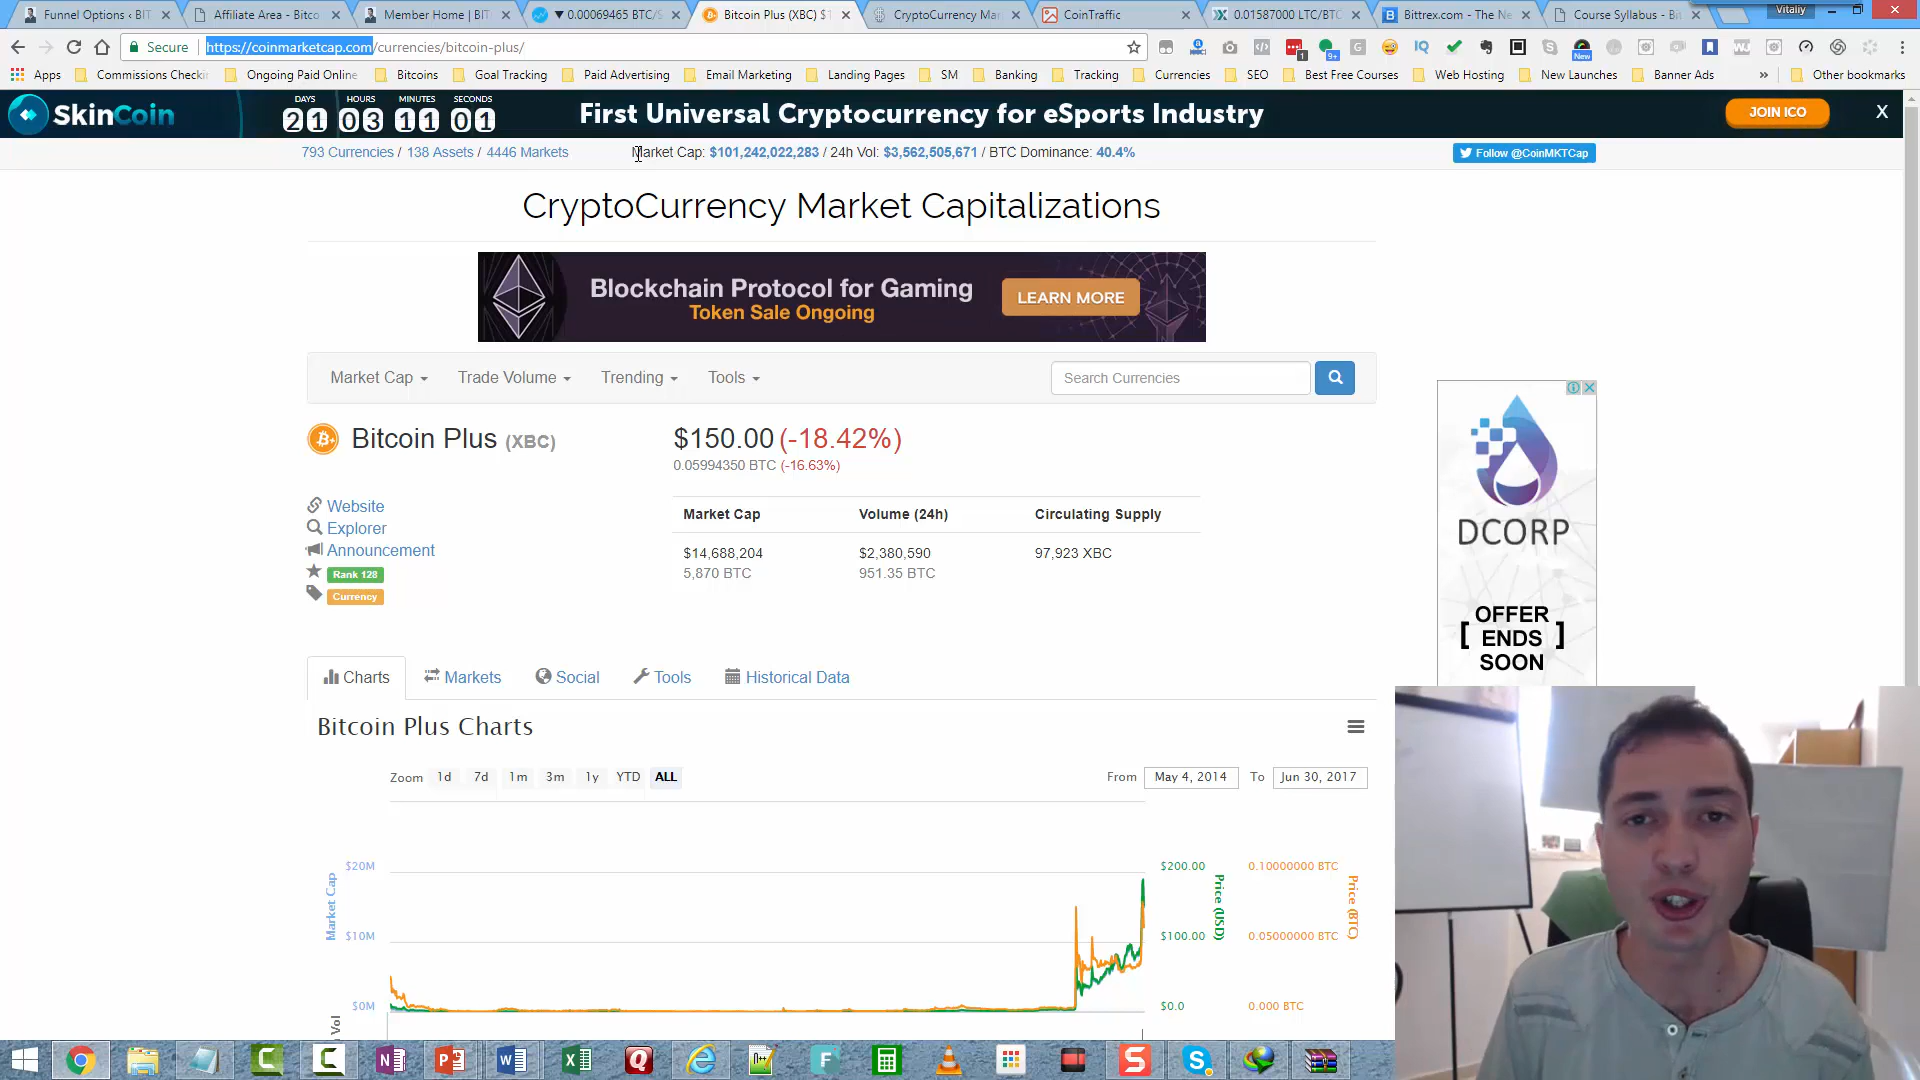 Funnel Options ‹ BIT
Affiliate Area - Bitco
Member Home | BIT
▼ 0.00069465 BTC/S
Bitcoin Plus (XBC) $1
CryptoCurrency Mar
CoinTraffic
0.01587000 LTC/BTC
Bittrex.com - The Ne
Course Syllabus - Bi
Vitaliy
Secure
https://coinmarketcap.com/currencies/bitcoin-plus/
Apps
Commissions Checki
Ongoing Paid Online
Bitcoins
Goal Tracking
Paid Advertising
Email Marketing
Landing Pages
SM
Banking
Tracking
Currencies
SEO
Best Free Courses
Web Hosting
New Launches
Banner Ads
»
Other bookmarks
SkinCoin
DAYS HOURS MINUTES SECONDS
21 03 11 01
First Universal Cryptocurrency for eSports Industry
JOIN ICO
X
793 Currencies / 138 Assets / 4446 Markets
Market Cap: $101,242,022,283 / 24h Vol: $3,562,505,671 / BTC Dominance: 40.4%
Follow @CoinMKTCap
CryptoCurrency Market Capitalizations
Blockchain Protocol for Gaming
Token Sale Ongoing
LEARN MORE
Market Cap
Trade Volume
Trending
Tools
Search Currencies
Bitcoin Plus (XBC)
$150.00 (-18.42%)
0.05994350 BTC (-16.63%)
Website
Explorer
Announcement
Rank 128
Currency
Market Cap Volume (24h) Circulating Supply
$14,688,204 $2,380,590 97,923 XBC
5,870 BTC 951.35 BTC
DCORP
[ OFFER
ENDS
SOON ]
Charts
Markets
Social
Tools
Historical Data
Bitcoin Plus Charts
Zoom 1d 7d 1m 3m 1y YTD ALL
From May 4, 2014 To Jun 30, 2017
$20M
$10M
$0M
Market Cap
Vol
$200.00
$100.00
$0.0
Price (USD)
0.10000000 BTC
0.05000000 BTC
0.000 BTC
Price (BTC)